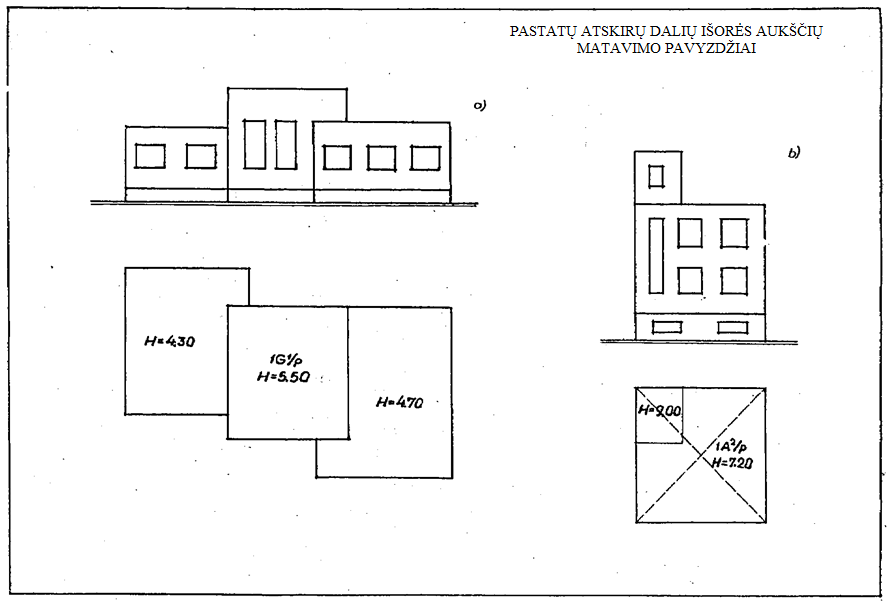 PASTATŲ ATSKIRŲ DALIŲ IŠORĖS AUKŠČIŲ
MATAVIMO PAVYZDŽIAI
a)
b)
H=4.30
1G¹/p
H=5.50
H=4.70
H=9.00
1A²/p
H=7.20